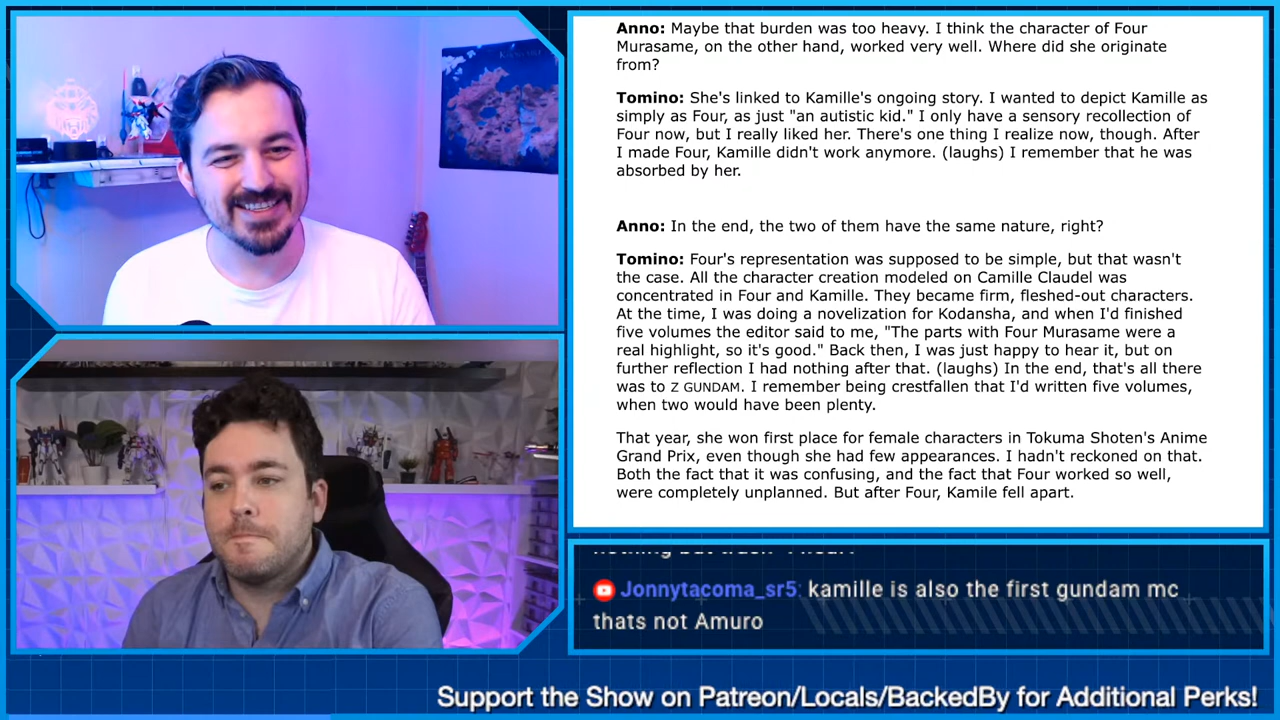 Anno: Maybe that burden was too heavy. I think the character of Four
Murasame, on the other hand, worked very well. Where did she originate
from?
Tomino: She's linked to Kamille's ongoing story. I wanted to depict Kamille as
simply as Four, as just "an autistic kid." I only have a sensory recollection of
Four now, but I really liked her. There's one thing I realize now, though. After
I made Four, Kamille didn't work anymore. (laughs) I remember that he was
absorbed by her.
Anno: In the end, the two of them have the same nature, right?
Tomino: Four's representation was supposed to be simple, but that wasn't
the case. All the character creation modeled on Camille Claudel was
concentrated in Four and Kamille. They became firm, fleshed-out characters.
At the time, I was doing a novelization for Kodansha, and when I'd finished
five volumes the editor said to me, "The parts with Four Murasame were a
real highlight, so it's good." Back then, I was just happy to hear it, but on
further reflection I had nothing after that. (laughs) In the end, that's all there
was to Z GUNDAM. I remember being crestfallen that I'd written five volumes,
when two would have been plenty.
That year, she won first place for female characters in Tokuma Shoten's Anime
Grand Prix, even though she had few appearances. I hadn't reckoned on that.
Both the fact that it was confusing, and the fact that Four worked so well,
were completely unplanned. But after Four, Kamile fell apart.
Jonnytacoma_sr5: kamille is also the first gundam mc
thats not Amuro
Support the Show on Patreon/Locals/BackedBy for Additional Perks!